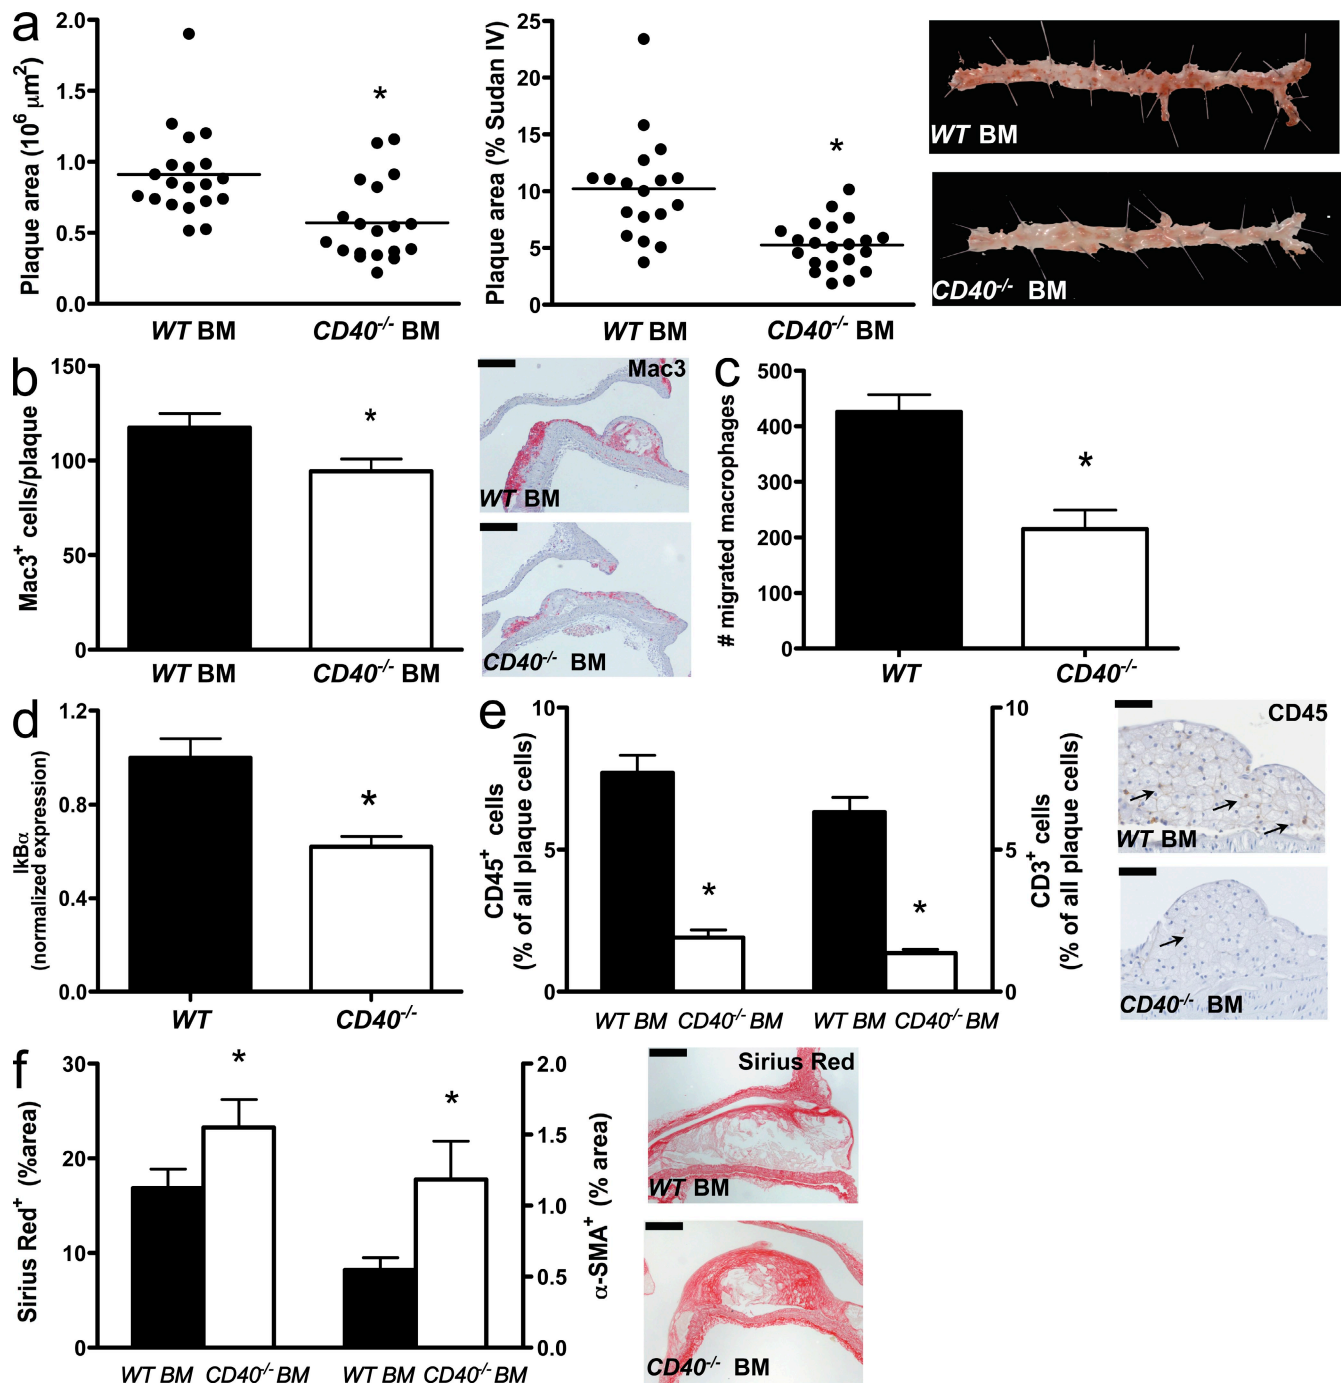 a
Plaque area (10⁶ µm²)
2.0
1.5
1.0
0.5
0.0
*
WT BM
CD40⁻/⁻ BM
Plaque area (% Sudan IV)
25
20
15
10
5
0
*
WT BM
CD40⁻/⁻ BM
WT BM
CD40⁻/⁻ BM
b
Mac3⁺ cells/plaque
150
100
50
0
*
WT BM
CD40⁻/⁻ BM
Mac3
WT BM
CD40⁻/⁻ BM
c
# migrated macrophages
500
400
300
200
100
0
*
WT
CD40⁻/⁻
d
IkBα
(normalized expression)
1.2
0.8
0.4
0.0
*
WT
CD40⁻/⁻
e
CD45⁺ cells
(% of all plaque cells)
10
5
0
*
*
WT BM
CD40⁻/⁻ BM
WT BM
CD40⁻/⁻ BM
10
5
0
CD3⁺ cells
(% of all plaque cells)
CD45
WT BM
CD40⁻/⁻ BM
f
Sirius Red⁺ (%area)
30
20
10
0
*
*
WT BM
CD40⁻/⁻ BM
WT BM
CD40⁻/⁻ BM
2.0
1.5
1.0
0.5
0.0
α-SMA⁺ (% area)
Sirius Red
WT BM
CD40⁻/⁻ BM